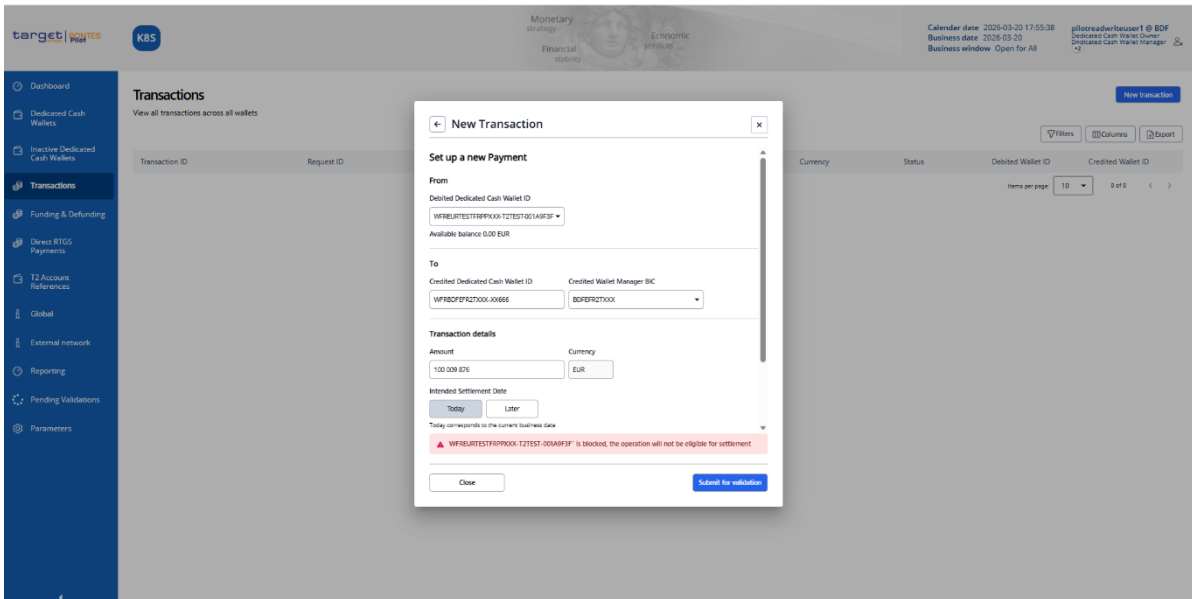 target | PONTES
Pilot
K8S
Monetary
strategy
Economic
services
Financial
stability
Calendar date 2026-03-20 17:55:38
Business date 2026-03-20
Business window Open for All
pilotreadwriteuser1 @ BDF
Dedicated Cash Wallet Owner
Dedicated Cash Wallet Manager
+2
Dashboard
Dedicated Cash
Wallets
Inactive Dedicated
Cash Wallets
Transactions
Funding & Defunding
Direct RTGS
Payments
T2 Account
References
Global
External network
Reporting
Pending Validations
Parameters
Transactions
View all transactions across all wallets
New transaction
Filters
Columns
Export
Transaction ID
Request ID
Currency
Status
Debited Wallet ID
Credited Wallet ID
Items per page: 10
0 of 0
New Transaction
Set up a new Payment
From
Debited Dedicated Cash Wallet ID
WFREURTESTFRPPXXX-T2TEST-001A9F3F
Available balance 0.00 EUR
To
Credited Dedicated Cash Wallet ID
Credited Wallet Manager BIC
WFRBDFEFR2TXXX-XX666
BDFEFR2TXXX
Transaction details
Amount
Currency
100 009 876
EUR
Intended Settlement Date
Today
Later
Today corresponds to the current business date
WFREURTESTFRPPXXX-T2TEST-001A9F3F' is blocked, the operation will not be eligible for settlement
Close
Submit for validation